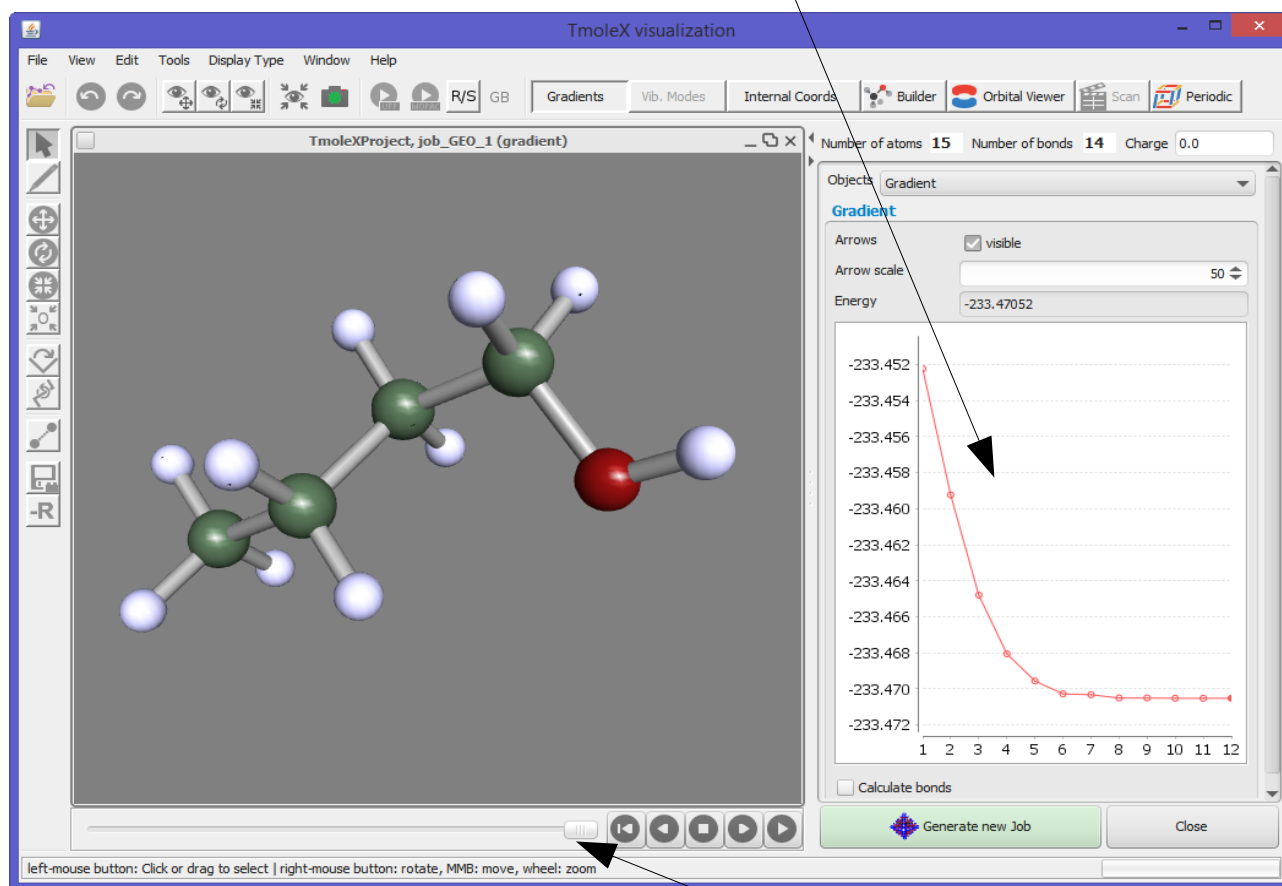 TmoleX visualization
File View Edit Tools Display Type Window Help
UFF MOPAC R/S GB Gradients Vib. Modes Internal Coords Builder Orbital Viewer Scan Periodic
TmoleXProject, job_GEO_1 (gradient)
Number of atoms 15 Number of bonds 14 Charge 0.0
Objects Gradient
Gradient
Arrows visible
Arrow scale 50
Energy -233.47052
-233.452
-233.454
-233.456
-233.458
-233.460
-233.462
-233.464
-233.466
-233.468
-233.470
-233.472
1 2 3 4 5 6 7 8 9 10 11 12
-R
Calculate bonds
Generate new Job Close
left-mouse button: Click or drag to select | right-mouse button: rotate, MMB: move, wheel: zoom